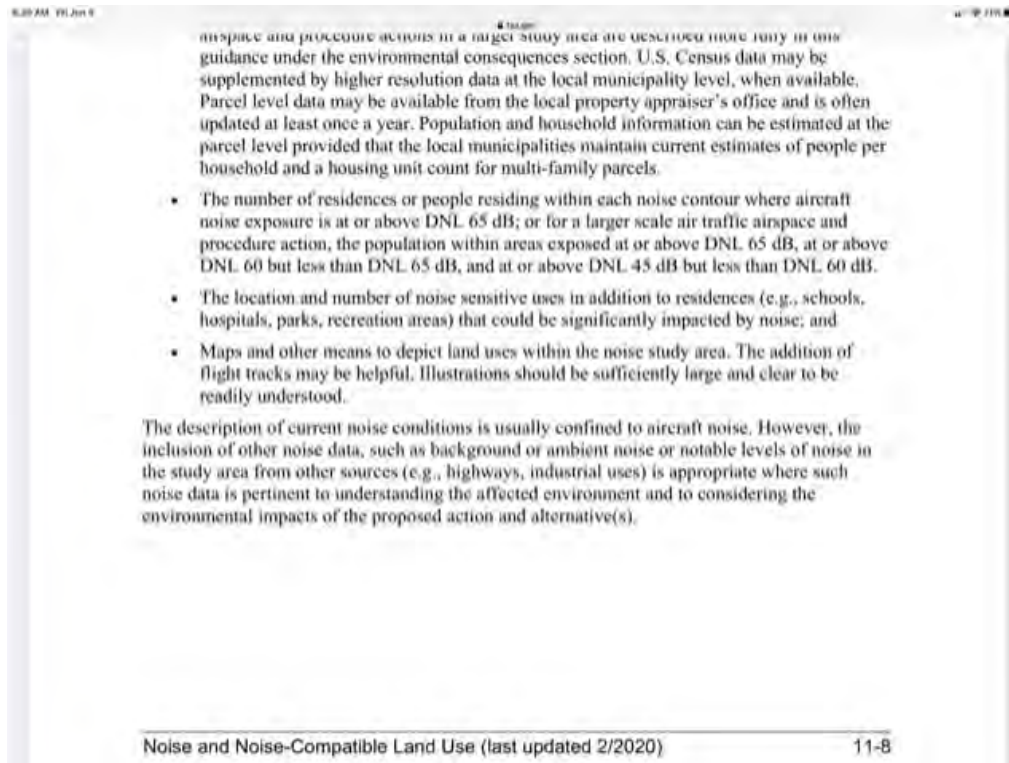 airspace and procedure actions in a larger study area are described more fully in this
guidance under the environmental consequences section. U.S. Census data may be
supplemented by higher resolution data at the local municipality level, when available.
Parcel level data may be available from the local property appraiser's office and is often
updated at least once a year. Population and household information can be estimated at the
parcel level provided that the local municipalities maintain current estimates of people per
household and a housing unit count for multi-family parcels.
• The number of residences or people residing within each noise contour where aircraft
noise exposure is at or above DNL 65 dB; or for a larger scale air traffic airspace and
procedure action, the population within areas exposed at or above DNL 65 dB, at or above
DNL 60 but less than DNL 65 dB, and at or above DNL 45 dB but less than DNL 60 dB.
• The location and number of noise sensitive uses in addition to residences (e.g., schools,
hospitals, parks, recreation areas) that could be significantly impacted by noise; and
• Maps and other means to depict land uses within the noise study area. The addition of
flight tracks may be helpful. Illustrations should be sufficiently large and clear to be
readily understood.
The description of current noise conditions is usually confined to aircraft noise. However, the
inclusion of other noise data, such as background or ambient noise or notable levels of noise in
the study area from other sources (e.g., highways, industrial uses) is appropriate where such
noise data is pertinent to understanding the affected environment and to considering the
environmental impacts of the proposed action and alternative(s).
Noise and Noise-Compatible Land Use (last updated 2/2020) 11-8